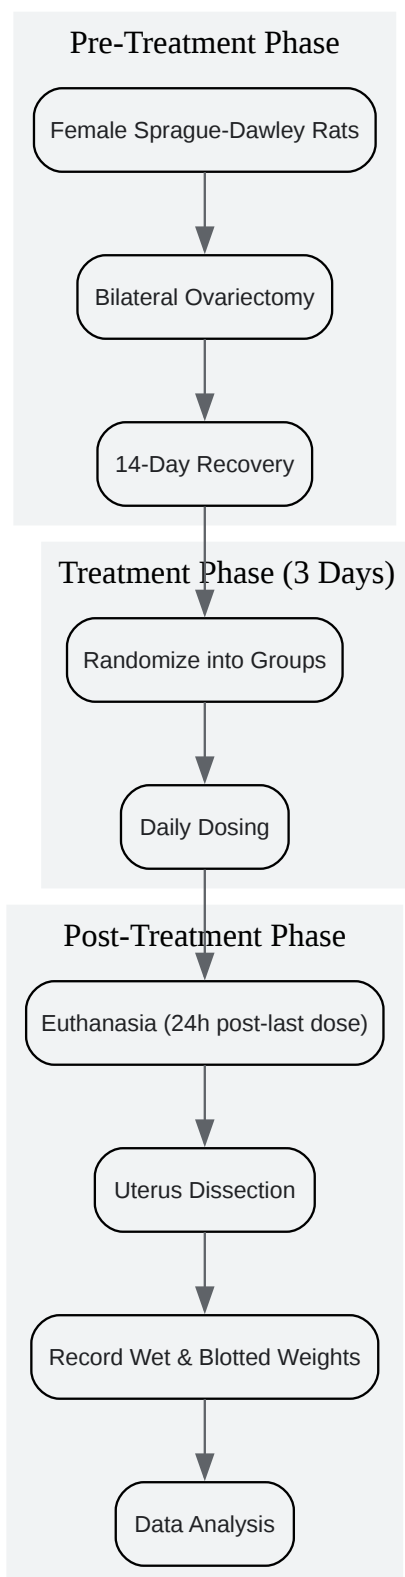 Pre-Treatment Phase
Female Sprague-Dawley Rats
Bilateral Ovariectomy
14-Day Recovery
Treatment Phase (3 Days)
Randomize into Groups
Daily Dosing
Post-Treatment Phase
Euthanasia (24h post-last dose)
Uterus Dissection
Record Wet & Blotted Weights
Data Analysis